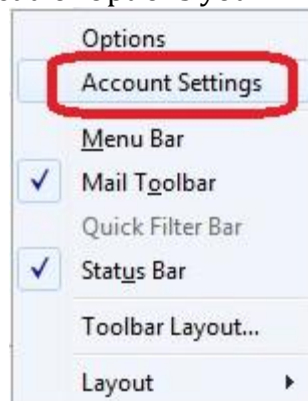 Options
Account Settings
Menu Bar
Mail Toolbar
Quick Filter Bar
Status Bar
Toolbar Layout...
Layout